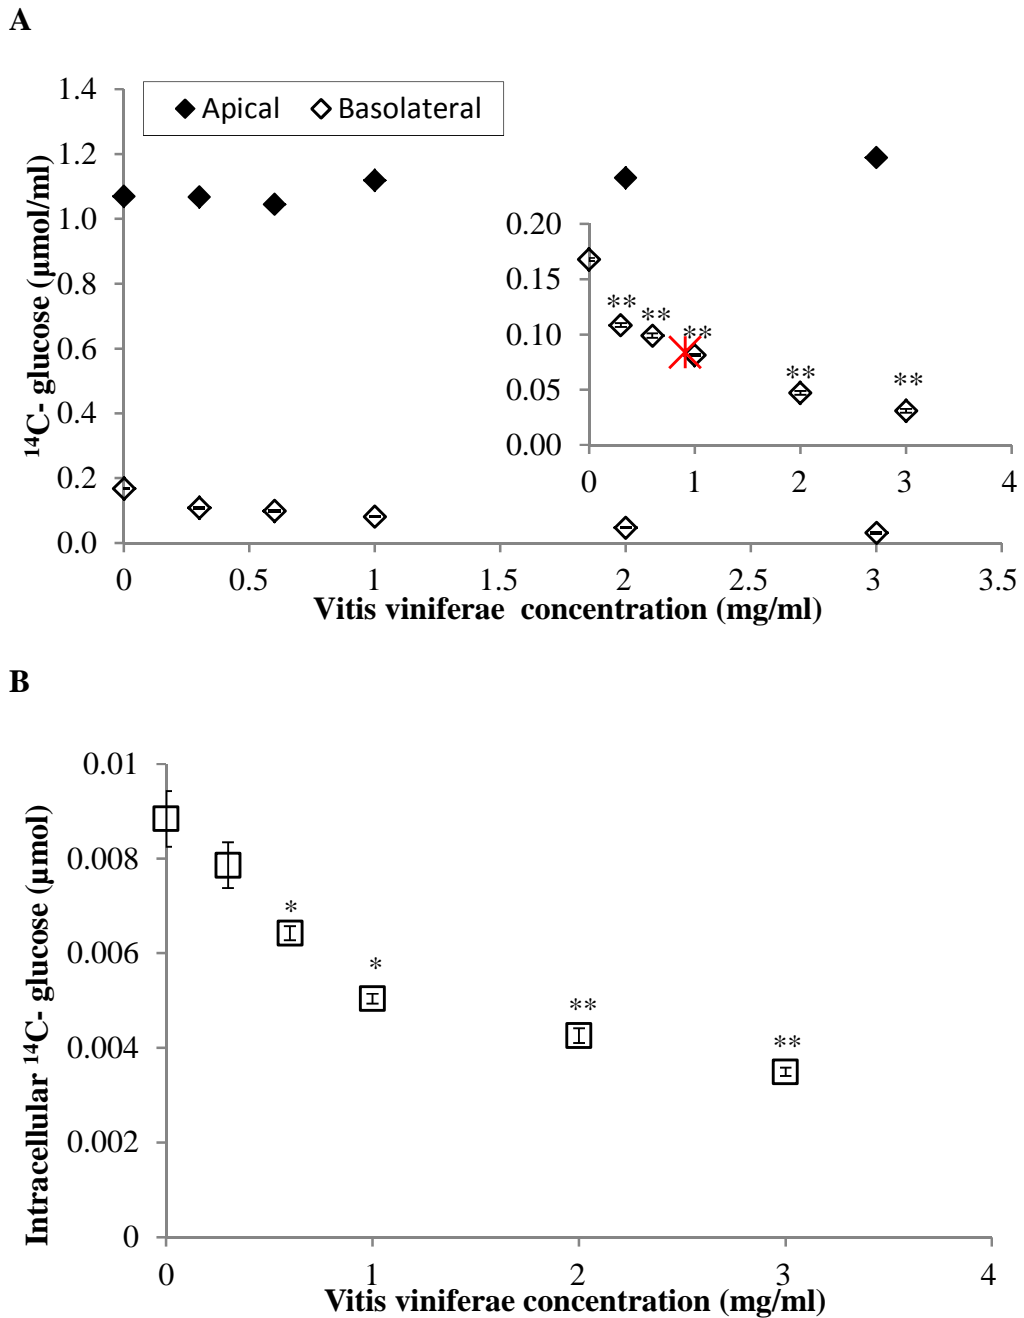 A
1.4
1.2
1.0
0.8
0.6
0.4
0.2
0.0
¹⁴C- glucose (µmol/ml)
Apical Basolateral
0.20
0.15
0.10
0.05
0.00
** ** ** ** **
0 1 2 3 4
0 0.5 1 1.5 2 2.5 3 3.5
Vitis viniferae concentration (mg/ml)
B
0.01
0.008
0.006
0.004
0.002
0
Intracellular ¹⁴C- glucose (µmol)
* * ** **
0 1 2 3 4
Vitis viniferae concentration (mg/ml)